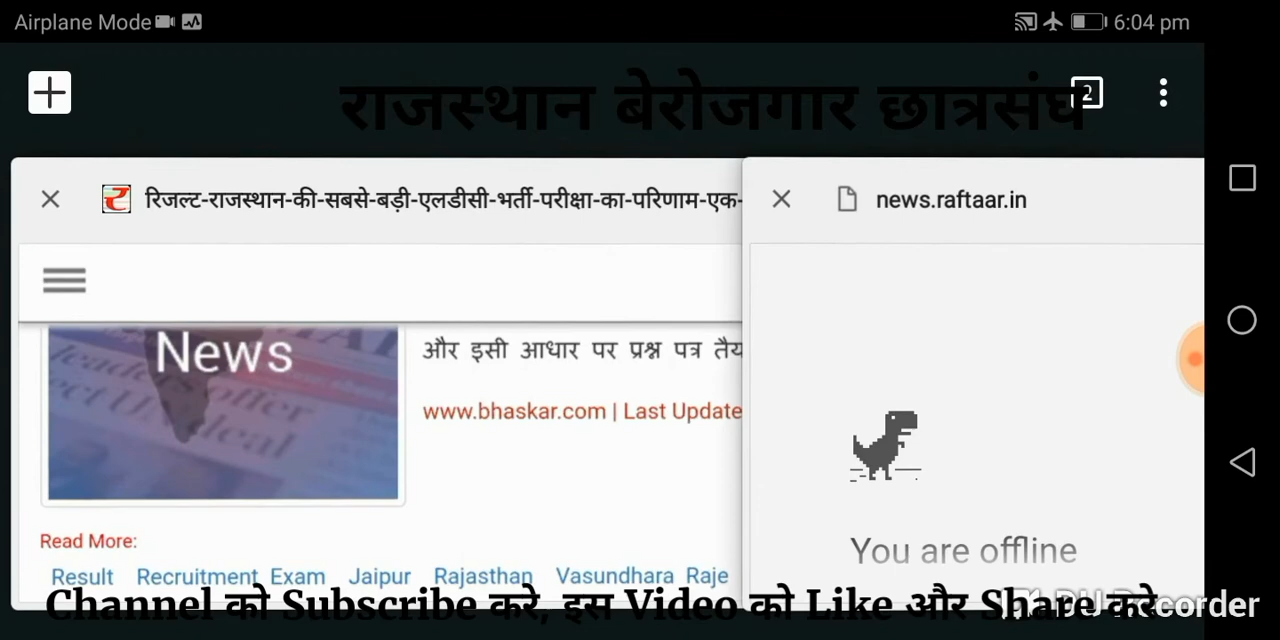 Airplane Mode 6:04 pm
राजस्थान बेरोजगार छात्रसंघ
2
रिजल्ट-राजस्थान-की-सबसे-बड़ी-एलडीसी-भर्ती-परीक्षा-का-परिणाम-एक-
news.raftaar.in
News
और इसी आधार पर प्रश्न पत्र
www.bhaskar.com | Last Update
You are offline
Read More:
Result Recruitment Exam Jaipur Rajasthan Vasundhara Raje
Channel को Subscribe करे, इस Video को Like और Share करे
DU Recorder